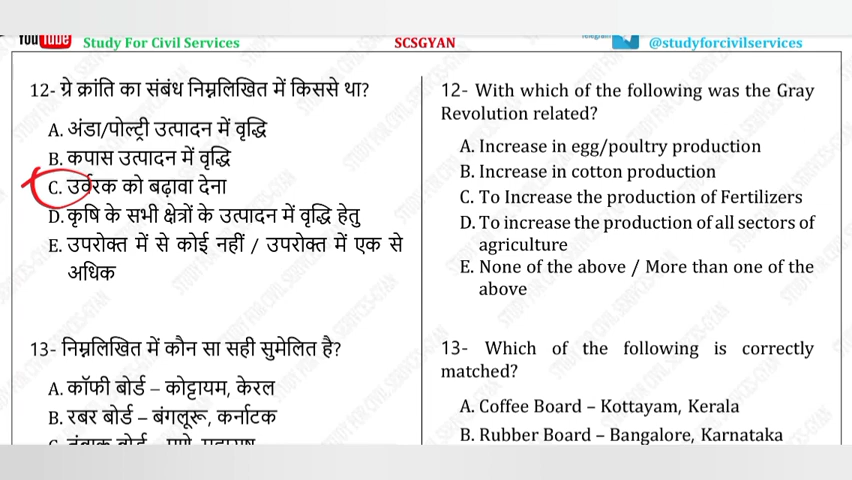 YouTube Study For Civil Services SCSGYAN Telegram @studyforcivilservices
12- ग्रे क्रांति का संबंध निम्नलिखित में किससे था?
A. अंडा/पोल्ट्री उत्पादन में वृद्धि
B. कपास उत्पादन में वृद्धि
C. उर्वरक को बढ़ावा देना
D. कृषि के सभी क्षेत्रों के उत्पादन में वृद्धि हेतु
E. उपरोक्त में से कोई नहीं / उपरोक्त में एक से
अधिक
13- निम्नलिखित में कौन सा सही सुमेलित है?
A. कॉफी बोर्ड – कोट्टायम, केरल
B. रबर बोर्ड – बंगलूरू, कर्नाटक
12- With which of the following was the Gray
Revolution related?
A. Increase in egg/poultry production
B. Increase in cotton production
C. To Increase the production of Fertilizers
D. To increase the production of all sectors of
agriculture
E. None of the above / More than one of the
above
13- Which of the following is correctly
matched?
A. Coffee Board – Kottayam, Kerala
B. Rubber Board – Bangalore, Karnataka